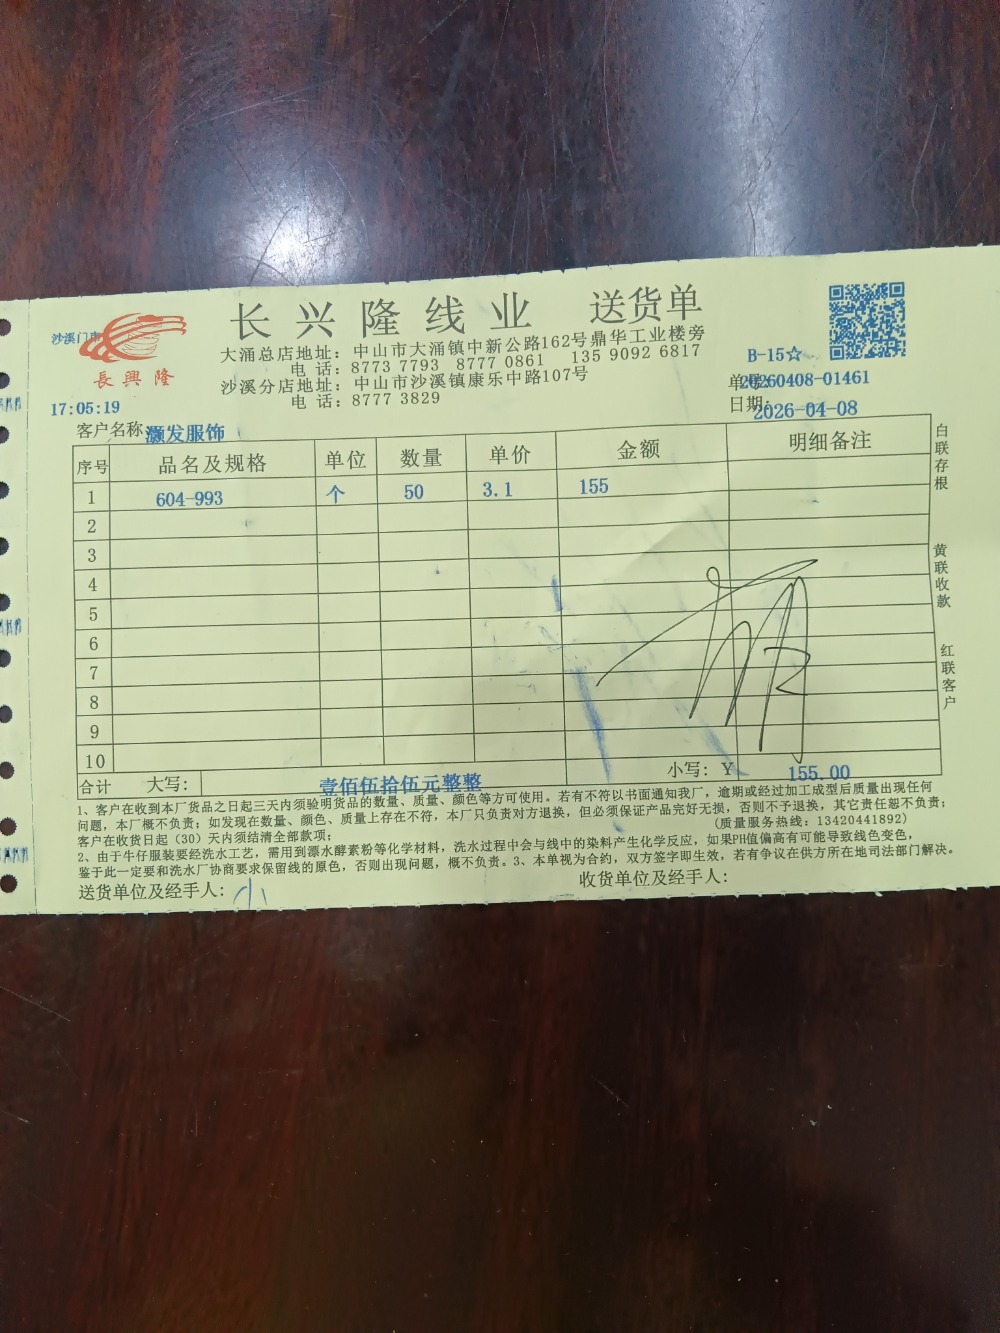 长兴隆线业 送货单
沙溪门市
長興隆
大涌总店地址：中山市大涌镇中新公路162号鼎华工业楼旁
电 话：8773 7793 8777 0861 135 9092 6817
沙溪分店地址：中山市沙溪镇康乐中路107号
电 话：8777 3829
B-15☆
单号：20260408-01461
日期：2026-04-08
17:05:19
客户名称 灏发服饰
序号 品名及规格 单位 数量 单价 金额 明细备注
1 604-993 个 50 3.1 155
2
3
4
5
6
7
8
9
10
合计 大写： 壹佰伍拾伍元整整 小写：Y 155.00
白联存根
黄联收款
红联客户
1、客户在收到本厂货品之日起三天内须验明货品的数量、质量、颜色等方可使用。若有不符以书面通知我厂，逾期或经过加工成型后质量出现任何
问题，本厂概不负责；如发现在数量、颜色、质量上存在不符，本厂只负责对方退换，但必须保证产品完好无损，否则不予退换，其它责任恕不负责；
客户在收货日起（30）天内须结清全部款项； (质量服务热线：13420441892)
2、由于牛仔服装要经洗水工艺，需用到漂水酵素粉等化学材料，洗水过程中会与线中的染料产生化学反应，如果PH值偏高有可能导致线色变色，
鉴于此一定要和洗水厂协商要求保留线的原色，否则出现问题，概不负责。3、本单视为合约，双方签字即生效，若有争议在供方所在地司法部门解决。
送货单位及经手人：小 收货单位及经手人：